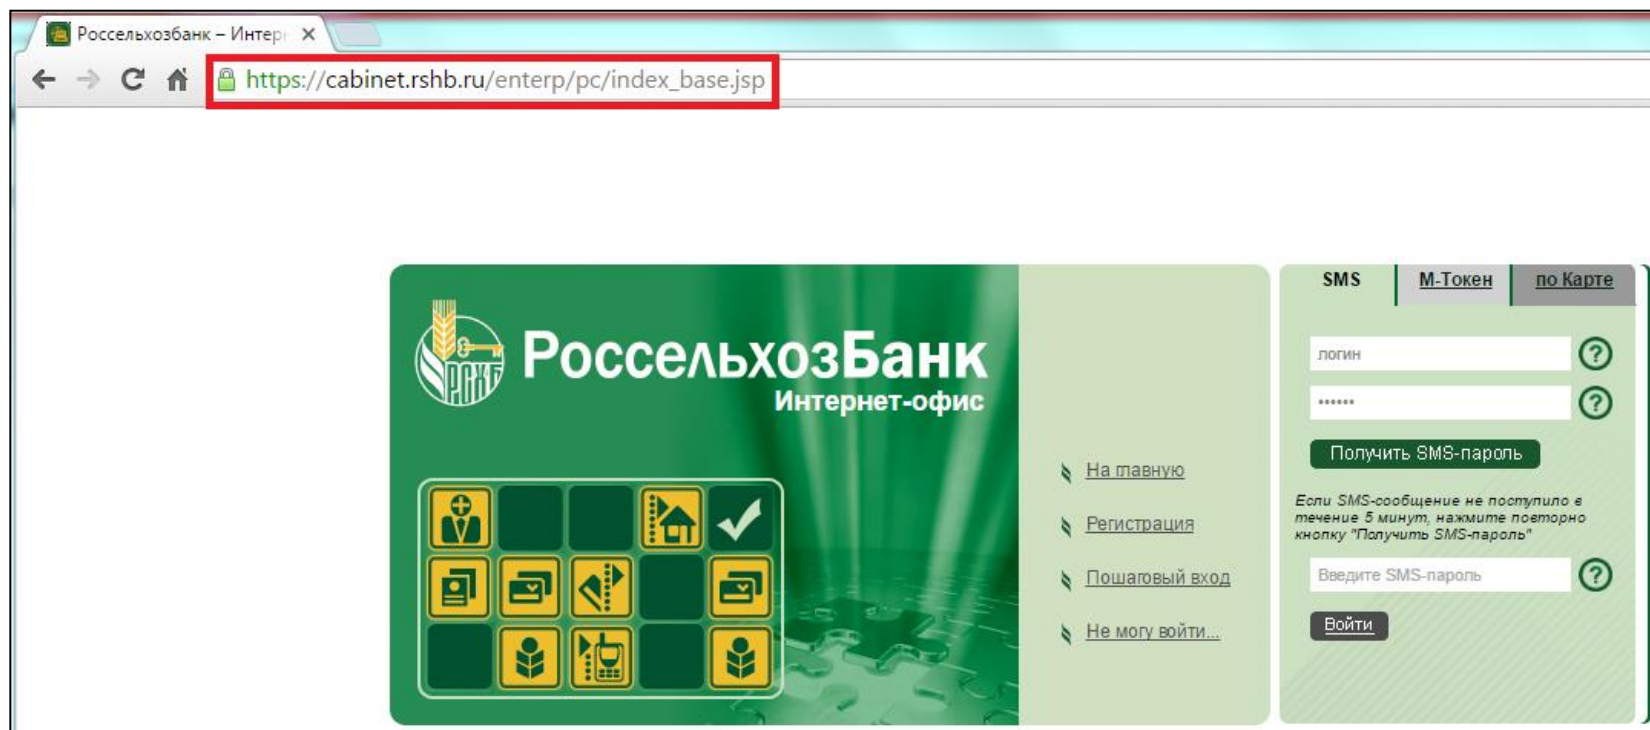 Россельхозбанк – Интер
https://cabinet.rshb.ru/enterp/pc/index_base.jsp
РСХБ
РоссельхозБанк
Интернет-офис
На главную
Регистрация
Пошаговый вход
Не могу войти...
SMS
М-Токен
по Карте
логин
••••••
Получить SMS-пароль
Если SMS-сообщение не поступило в
течение 5 минут, нажмите повторно
кнопку "Получить SMS-пароль"
Введите SMS-пароль
Войти